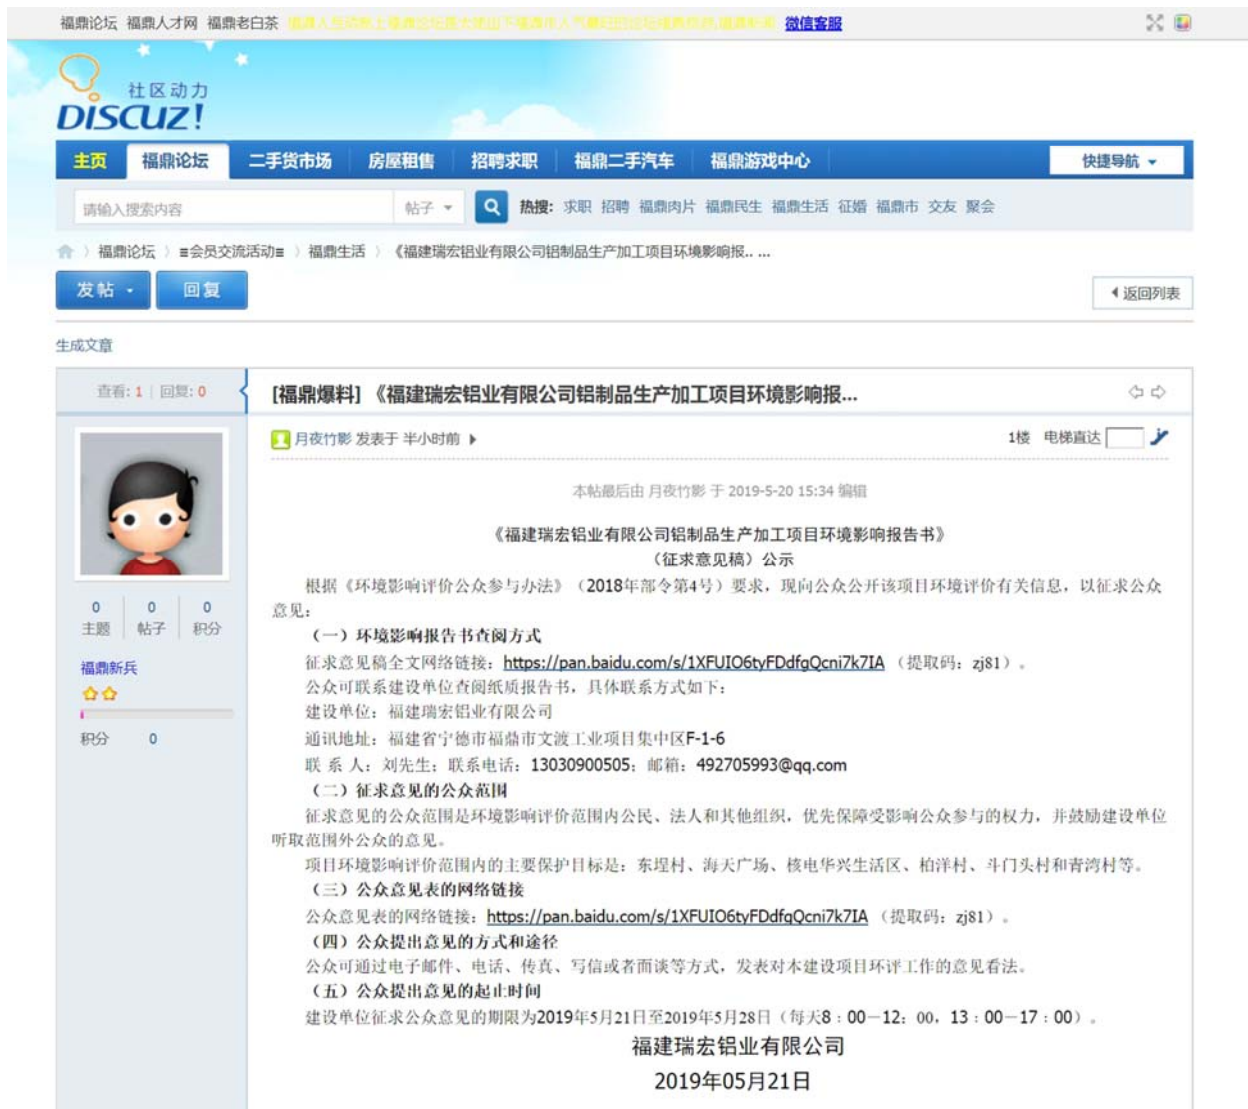 福鼎论坛 福鼎人才网 福鼎老白茶 微信客服
社区动力
DISCUZ!
主页 福鼎论坛 二手货市场 房屋租售 招聘求职 福鼎二手汽车 福鼎游戏中心 快捷导航
请输入搜索内容 帖子 热搜: 求职 招聘 福鼎肉片 福鼎民生 福鼎生活 征婚 福鼎市 交友 聚会
福鼎论坛 〉 ≡会员交流活动≡ 〉 福鼎生活 〉 《福建瑞宏铝业有限公司铝制品生产加工项目环境影响报.. ...
发帖 回复 返回列表
生成文章
查看: 1 | 回复: 0
[福鼎爆料] 《福建瑞宏铝业有限公司铝制品生产加工项目环境影响报...
月夜竹影 发表于 半小时前 1楼 电梯直达
本帖最后由 月夜竹影 于 2019-5-20 15:34 编辑
《福建瑞宏铝业有限公司铝制品生产加工项目环境影响报告书》
（征求意见稿）公示
根据《环境影响评价公众参与办法》（2018年部令第4号）要求，现向公众公开该项目环境评价有关信息，以征求公众
意见：
（一）环境影响报告书查阅方式
征求意见稿全文网络链接：https://pan.baidu.com/s/1XFUIO6tyFDdfgQcni7k7IA （提取码：zj81）。
公众可联系建设单位查阅纸质报告书，具体联系方式如下：
建设单位：福建瑞宏铝业有限公司
通讯地址：福建省宁德市福鼎市文渡工业项目集中区F-1-6
联 系 人：刘先生；联系电话：13030900505；邮箱：492705993@qq.com
（二）征求意见的公众范围
征求意见的公众范围是环境影响评价范围内公民、法人和其他组织，优先保障受影响公众参与的权力，并鼓励建设单位
听取范围外公众的意见。
项目环境影响评价范围内的主要保护目标是：东埕村、海天广场、核电华兴生活区、柏洋村、斗门头村和青湾村等。
（三）公众意见表的网络链接
公众意见表的网络链接：https://pan.baidu.com/s/1XFUIO6tyFDdfgQcni7k7IA （提取码：zj81）。
（四）公众提出意见的方式和途径
公众可通过电子邮件、电话、传真、写信或者面谈等方式，发表对本建设项目环评工作的意见看法。
（五）公众提出意见的起止时间
建设单位征求公众意见的期限为2019年5月21日至2019年5月28日（每天8：00－12：00，13：00－17：00）。
福建瑞宏铝业有限公司
2019年05月21日
0 0 0
主题 帖子 积分
福鼎新兵
积分 0